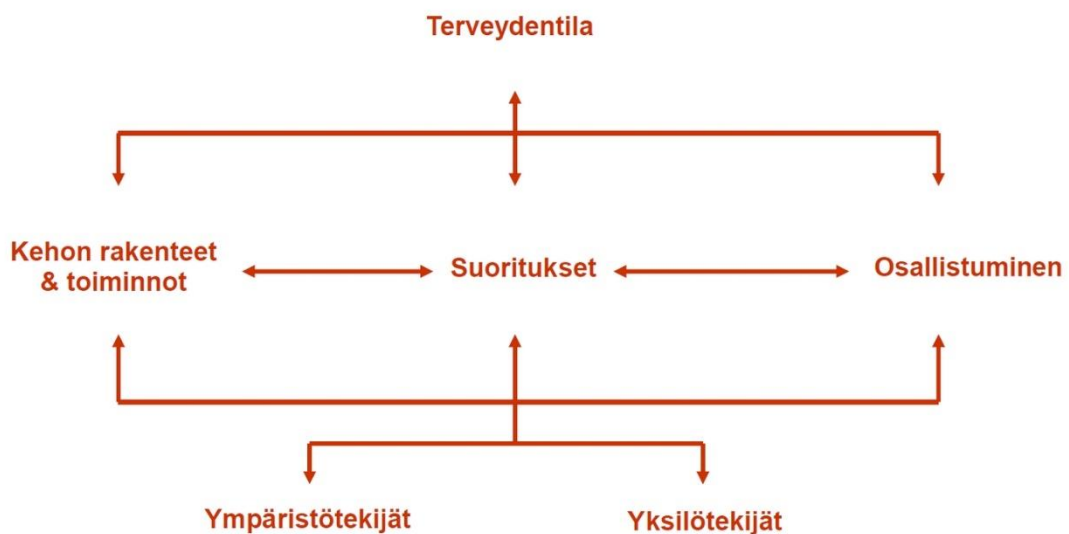 Terveydentila
Kehon rakenteet
& toiminnot
Suoritukset
Osallistuminen
Ympäristötekijät
Yksilötekijät